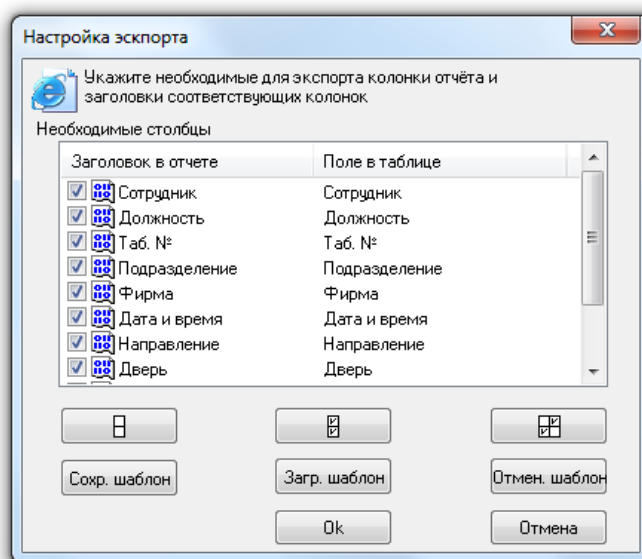 Настройка эскпорта
Укажите необходимые для экспорта колонки отчёта и
заголовки соответствующих колонок
Необходимые столбцы
Заголовок в отчете Поле в таблице
Сотрудник Сотрудник
Должность Должность
Таб. № Таб. №
Подразделение Подразделение
Фирма Фирма
Дата и время Дата и время
Направление Направление
Дверь Дверь
Сохр. шаблон Загр. шаблон Отмен. шаблон
Ok Отмена